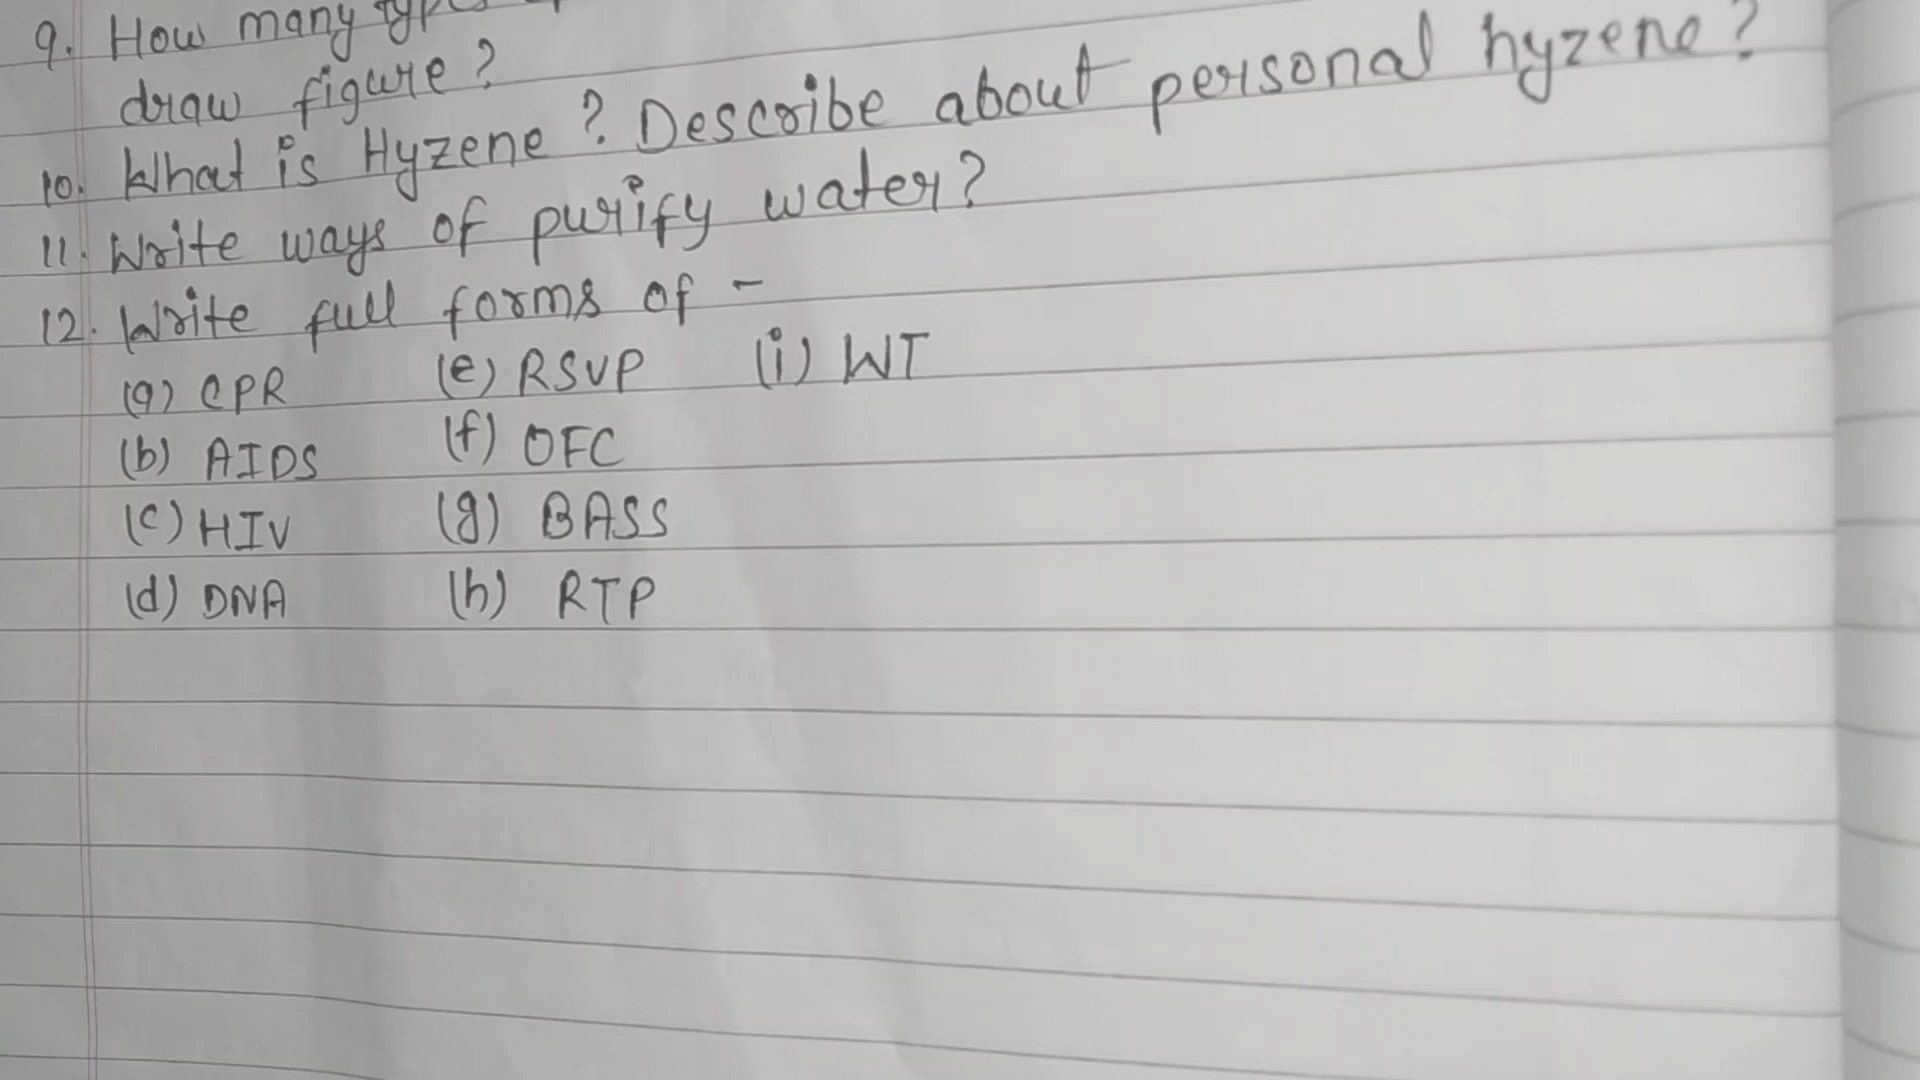 9. How many types
draw figure?
10. What is Hyzene? Describe about personal hyzene?
11. Write ways of purify water?
12. Write full forms of -
(a) CPR (e) RSVP (i) WT
(b) AIDS (f) OFC
(c) HIV (g) BASS
(d) DNA (h) RTP